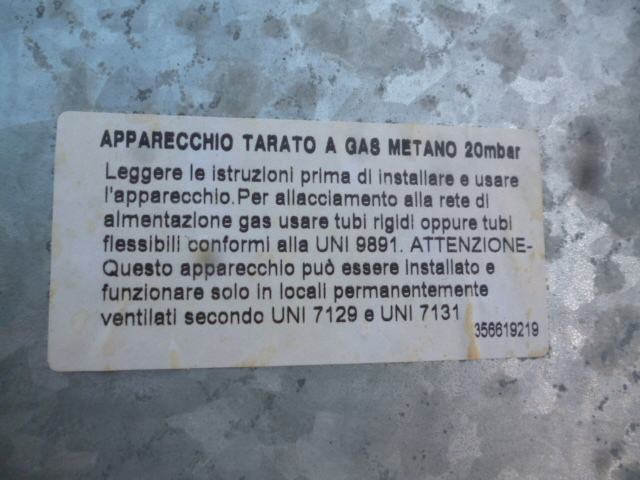 APPARECCHIO TARATO A GAS METANO 20mbar
Leggere le istruzioni prima di installare e usare
l'apparecchio.Per allacciamento alla rete di
almentazione gas usare tubi rigidi oppure tubi
flessibili conformi alla UNI 9891. ATTENZIONE-
Questo apparecchio può essere Installato e
funzionare solo in locali permanentemente
ventilati secondo UNI 7129 e UNI 7131
356619219